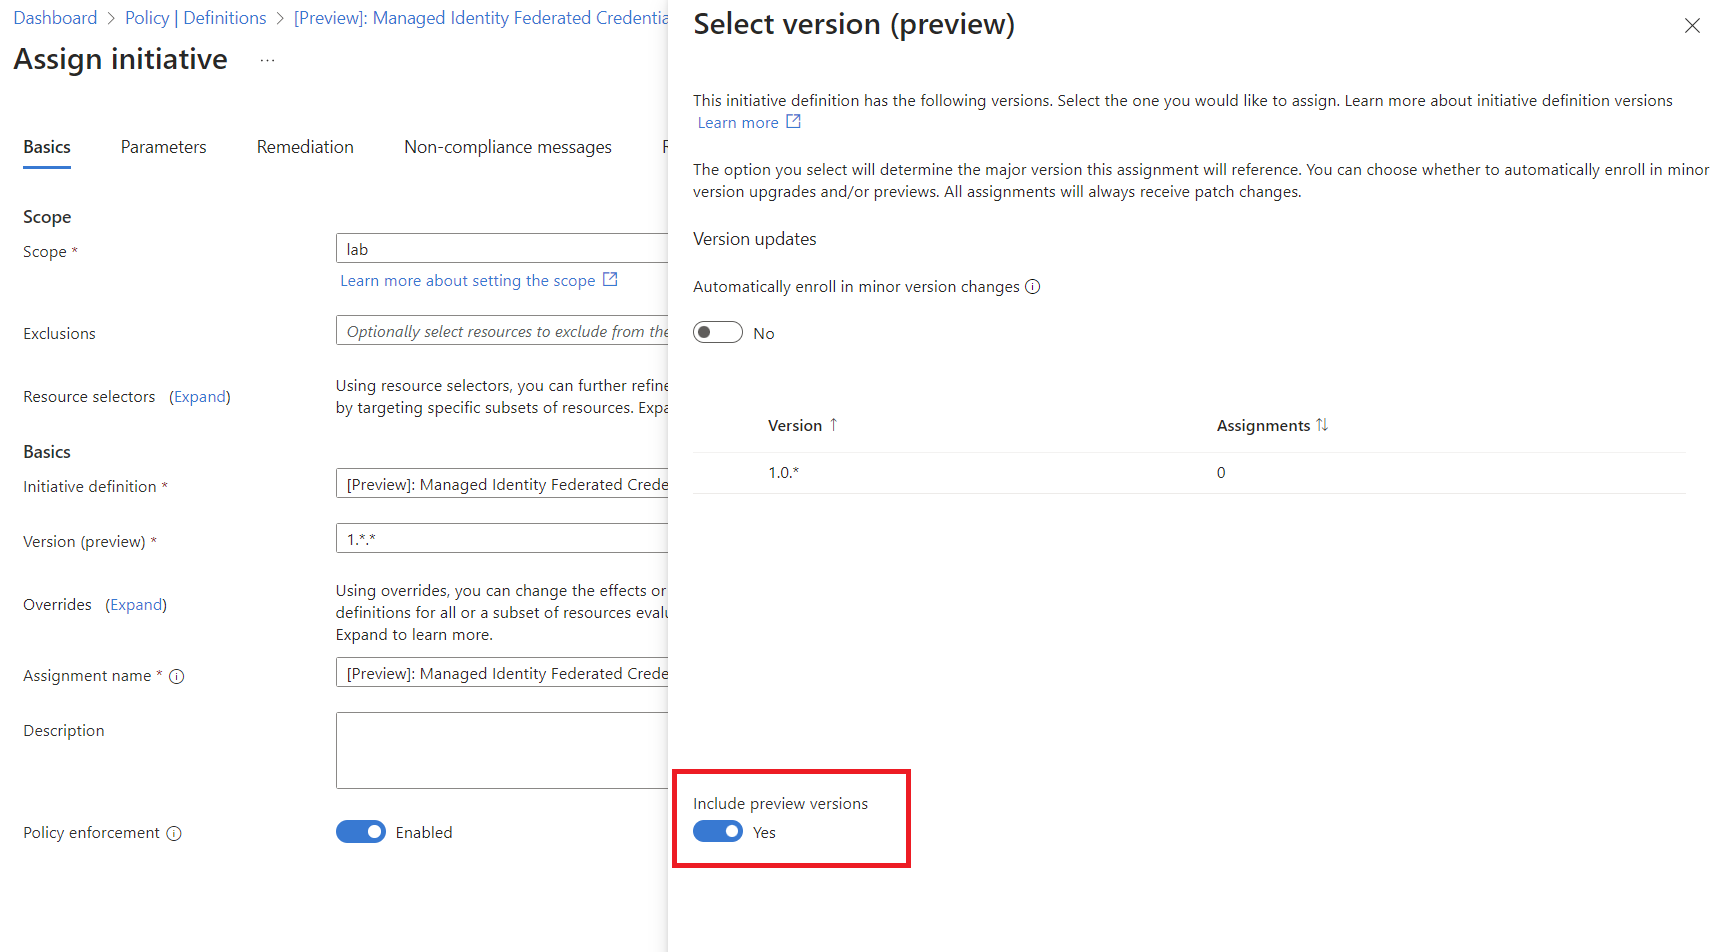 Dashboard > Policy | Definitions > [Preview]: Managed Identity Federated Credentia
Assign initiative ...
Basics Parameters Remediation Non-compliance messages
Scope
Scope *
lab
Learn more about setting the scope
Exclusions
Optionally select resources to exclude from the
Resource selectors (Expand)
Using resource selectors, you can further refine
by targeting specific subsets of resources. Expa
Basics
Initiative definition *
[Preview]: Managed Identity Federated Crede
Version (preview) *
1.*.*
Overrides (Expand)
Using overrides, you can change the effects or
definitions for all or a subset of resources evalu
Expand to learn more.
Assignment name *
[Preview]: Managed Identity Federated Crede
Description
Policy enforcement
Enabled
Select version (preview)
This initiative definition has the following versions. Select the one you would like to assign. Learn more about initiative definition versions
Learn more
The option you select will determine the major version this assignment will reference. You can choose whether to automatically enroll in minor
version upgrades and/or previews. All assignments will always receive patch changes.
Version updates
Automatically enroll in minor version changes
No
Version ↑ Assignments ↑↓
1.0.* 0
Include preview versions
Yes